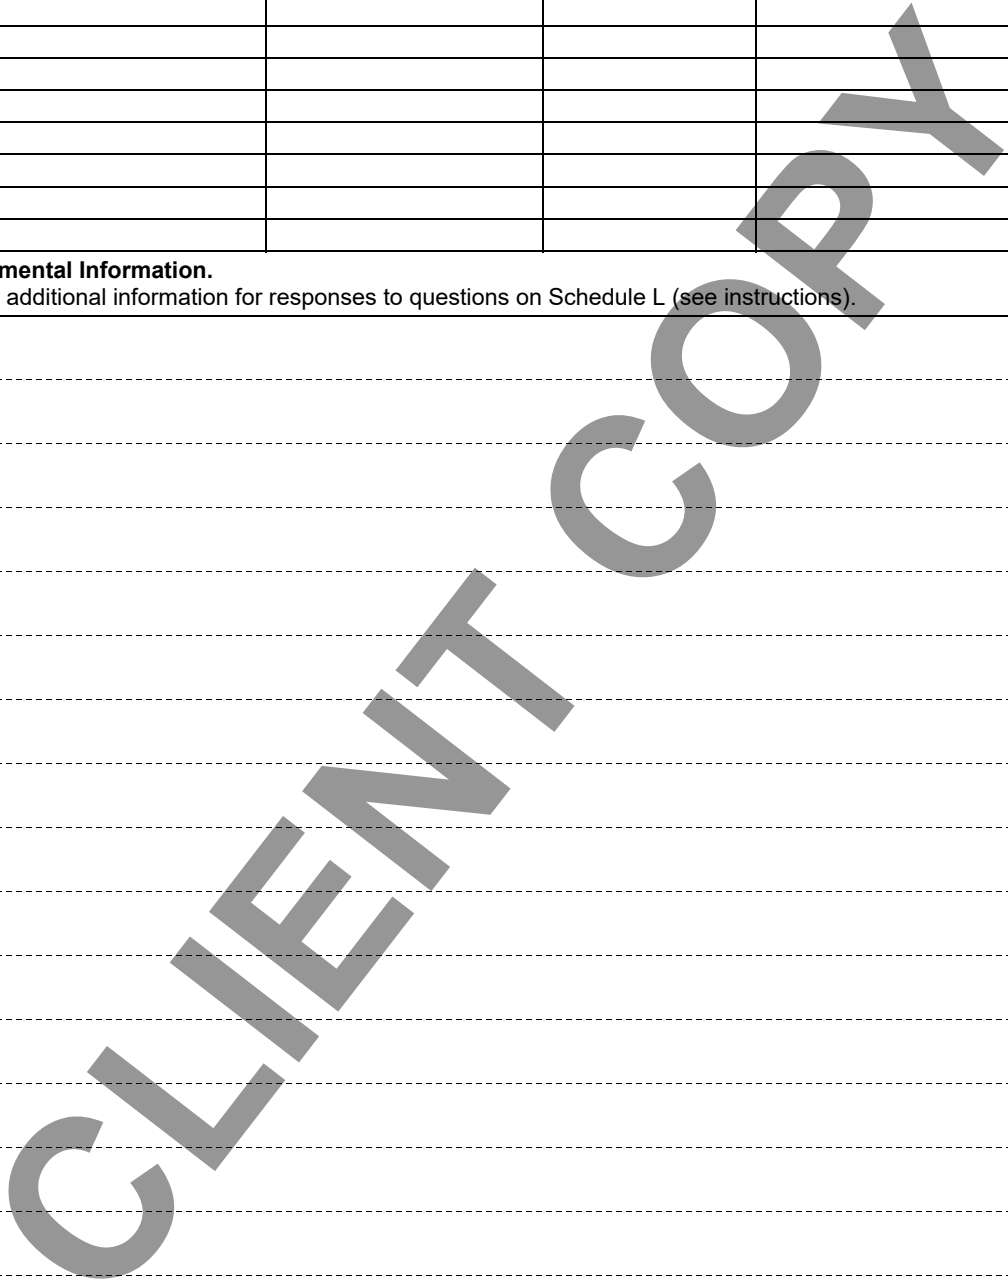 mental Information.
additional information for responses to questions on Schedule L (see instructions).
CLIENT COPY